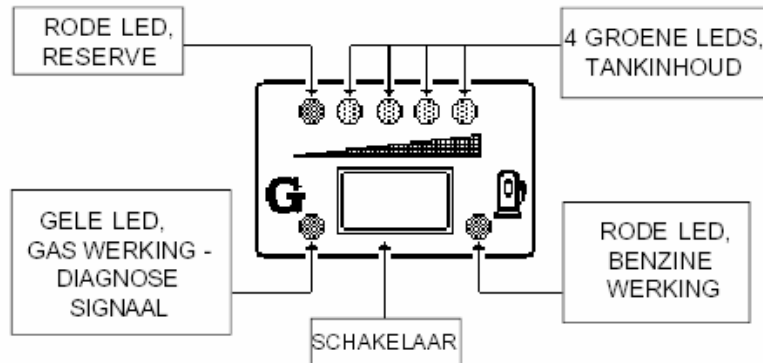 RODE LED,
RESERVE
4 GROENE LEDS,
TANKINHOUD
G
GELE LED,
GAS WERKING -
DIAGNOSE
SIGNAAL
RODE LED,
BENZINE
WERKING
SCHAKELAAR